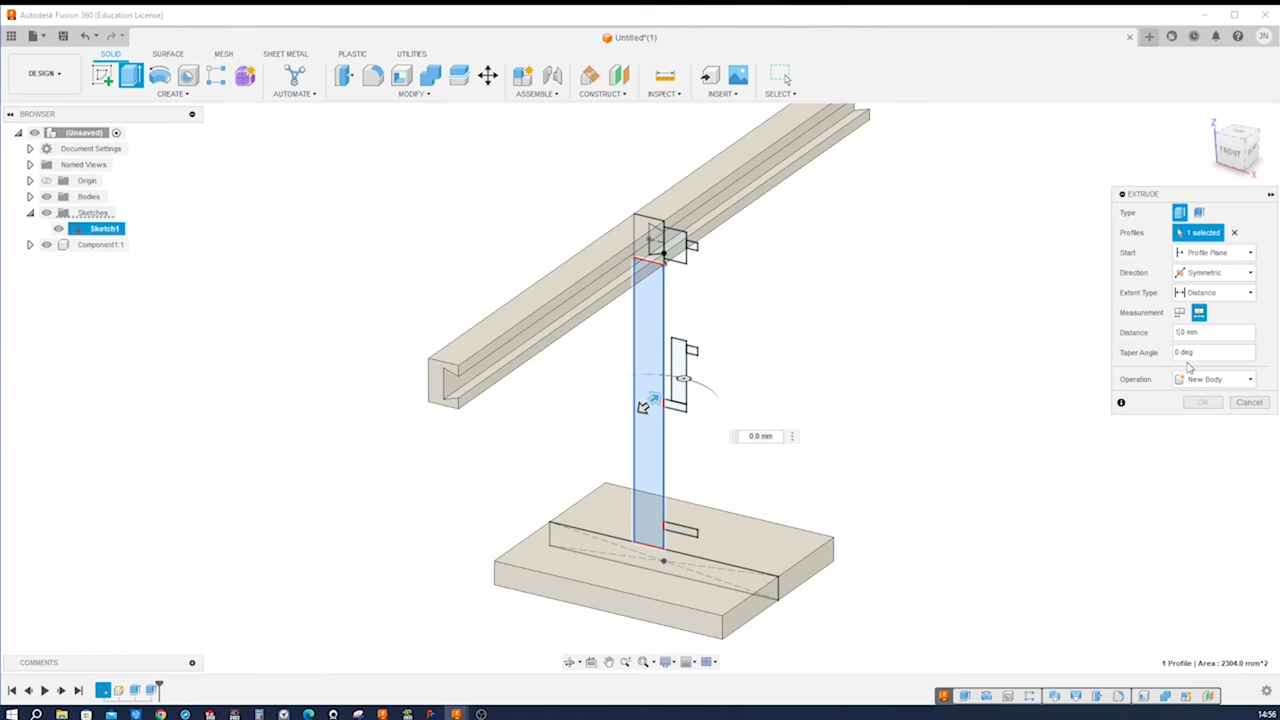 Autodesk Fusion 360 (Education License)
Untitled*(1)
JN
SOLID SURFACE MESH SHEET METAL PLASTIC UTILITIES
DESIGN
CREATE AUTOMATE MODIFY ASSEMBLE CONSTRUCT INSPECT INSERT SELECT
BROWSER
(Unsaved)
Document Settings
Named Views
Origin
Bodies
Sketches
Sketch1
Component1:1
Z
FRONT
X
EXTRUDE
Type
Profiles 1 selected
Start Profile Plane
Direction Symmetric
Extent Type Distance
Measurement
Distance 1.0 mm
Taper Angle 0 deg
Operation New Body
OK Cancel
0.0 mm
COMMENTS
1 Profile | Area : 2304.0 mm^2
14:56